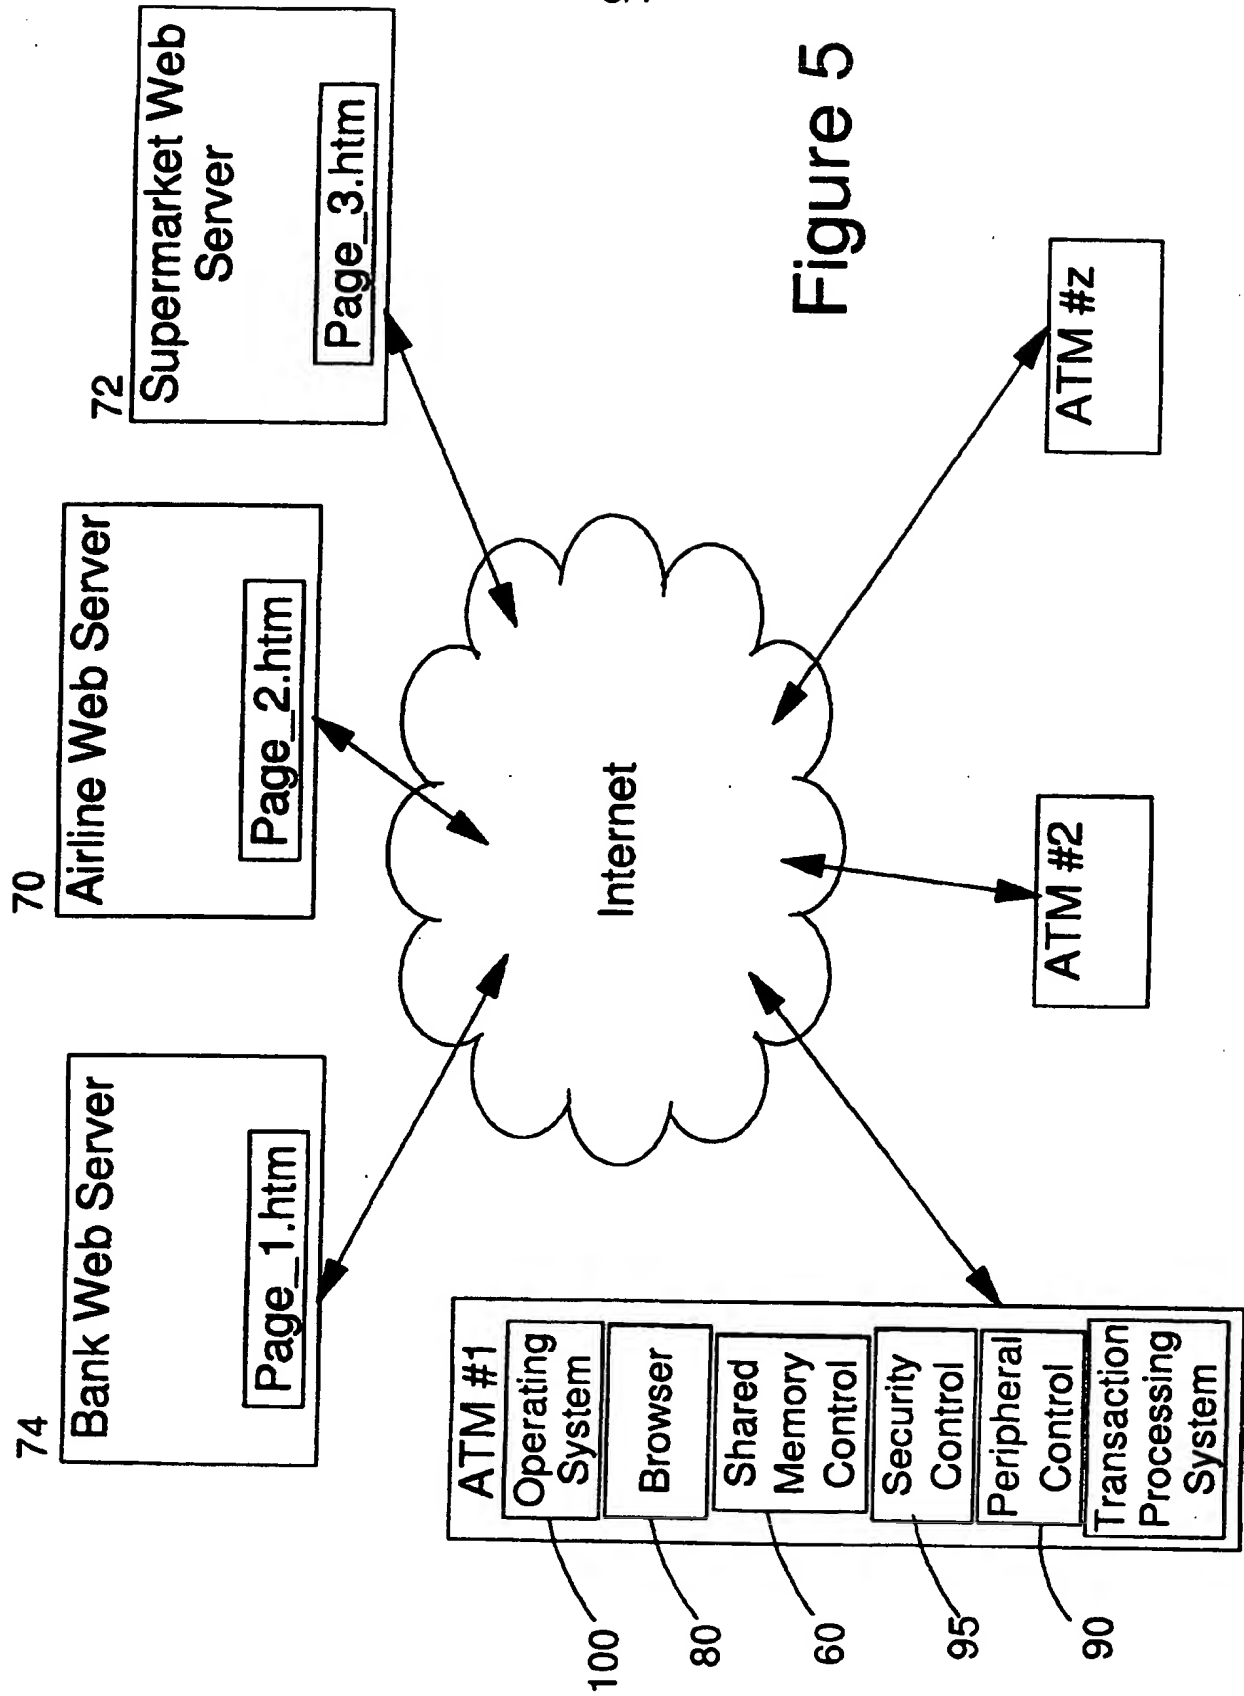 74
Bank Web Server
Page_1.htm
70
Airline Web Server
Page_2.htm
72
Supermarket Web
Server
Page_3.htm
Internet
ATM #1
Operating
System
Browser
Shared
Memory
Control
Security
Control
Peripheral
Control
Transaction
Processing
System
100
80
60
95
90
ATM #2
ATM #z
Figure 5